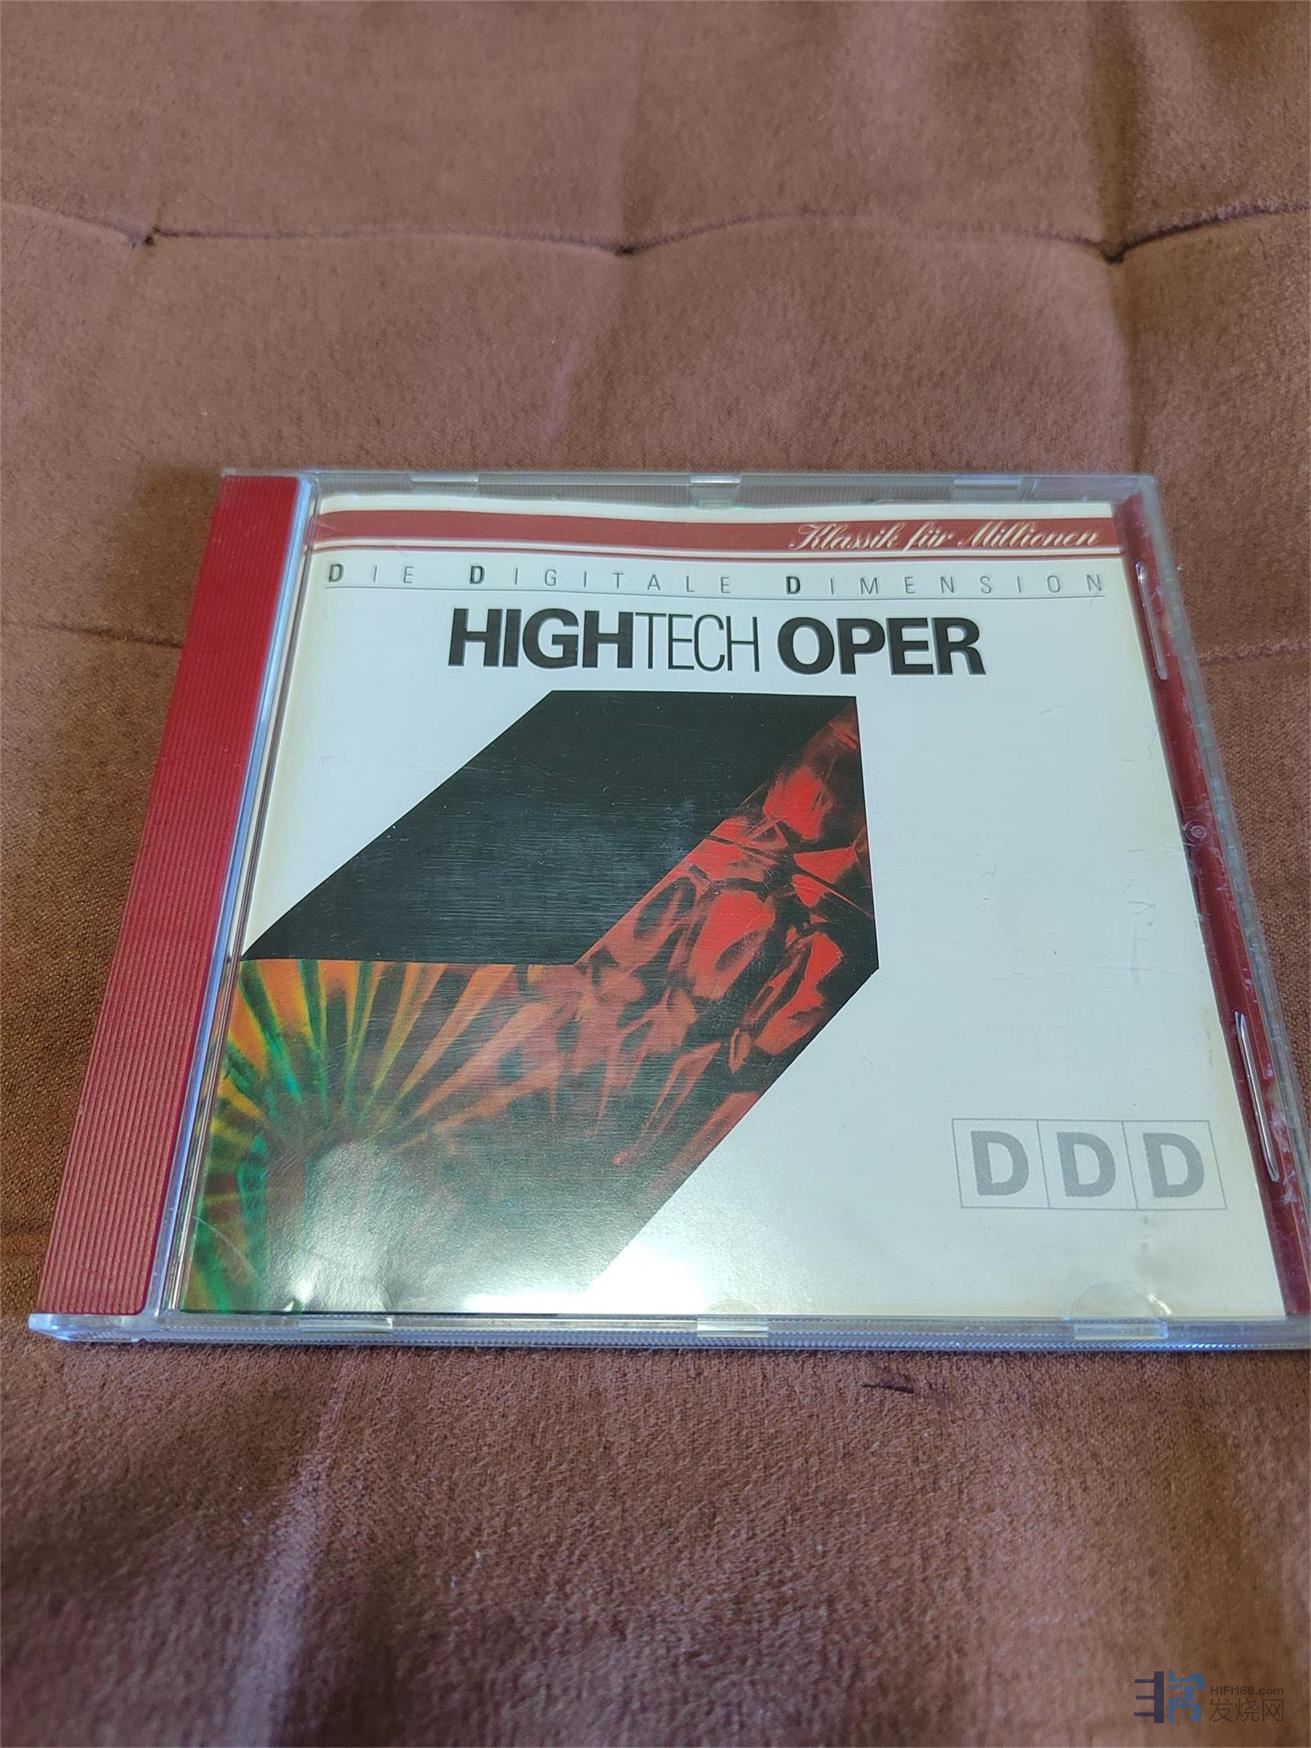 Klassik für Millionen
DIE DIGITALE DIMENSION
HIGHTECH OPER
DDD
HIFI168.com
发烧网